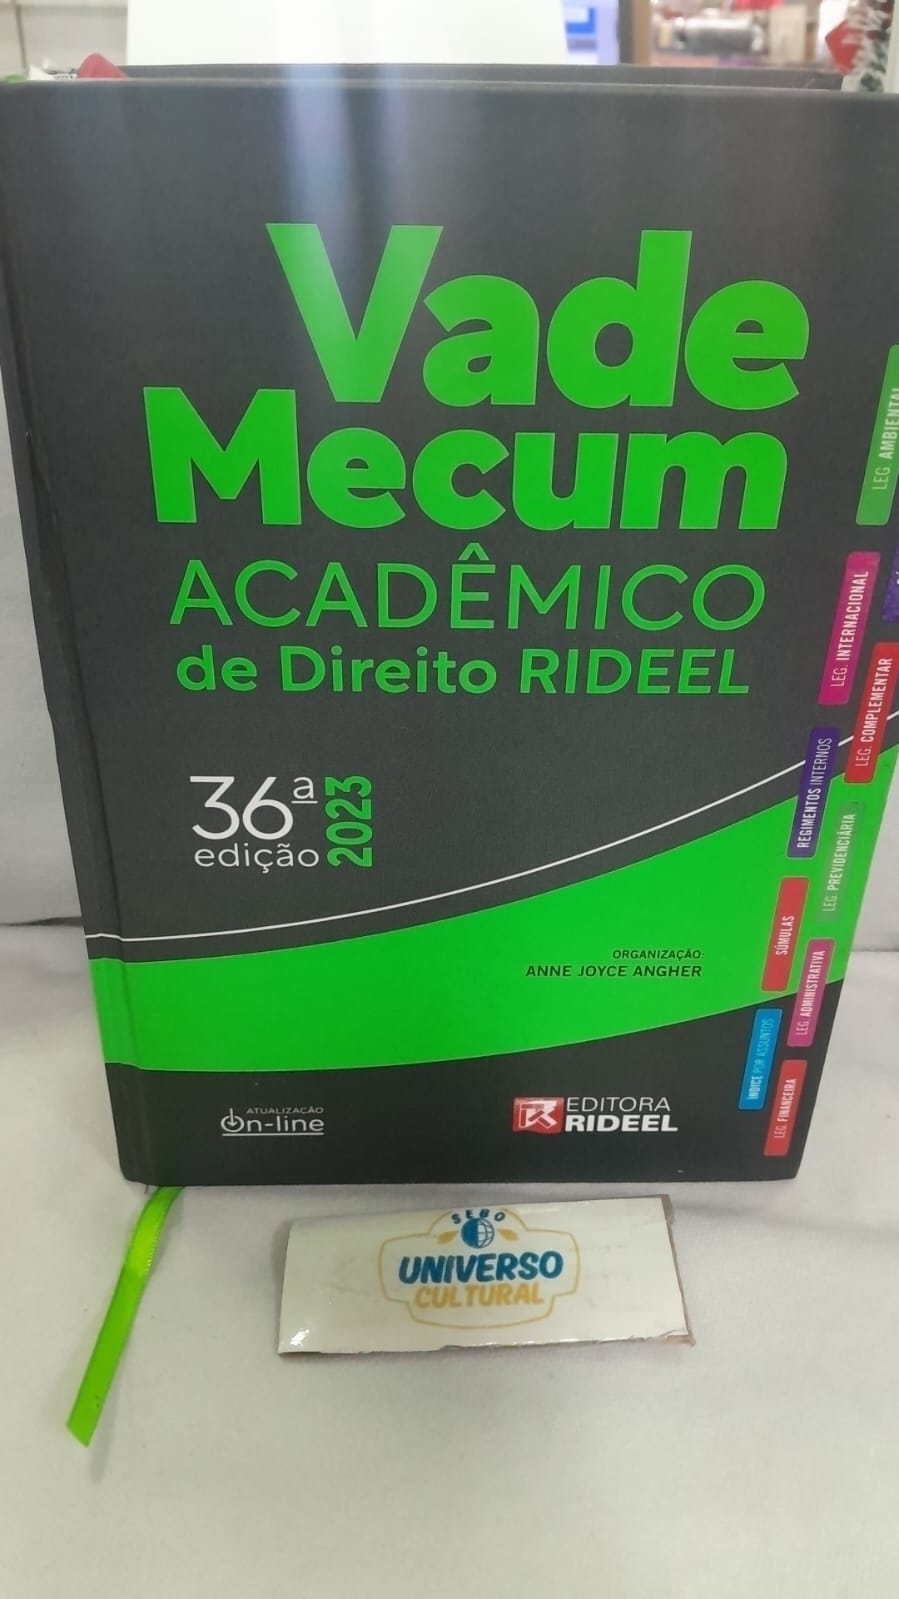 Vade
Mecum
ACADÊMICO
de Direito RIDEEL
36ª
edição
2023
ORGANIZAÇÃO:
ANNE JOYCE ANGHER
ATUALIZAÇÃO
On-line
EDITORA
RIDEEL
LEG. AMBIENTAL
LEG. INTERNACIONAL
LEG. COMPLEMENTAR
REGIMENTOS INTERNOS
LEG. PREVIDENCIÁRIA
SÚMULAS
LEG. ADMINISTRATIVA
ÍNDICE POR ASSUNTOS
LEG. FINANCEIRA
SEBO
UNIVERSO
CULTURAL